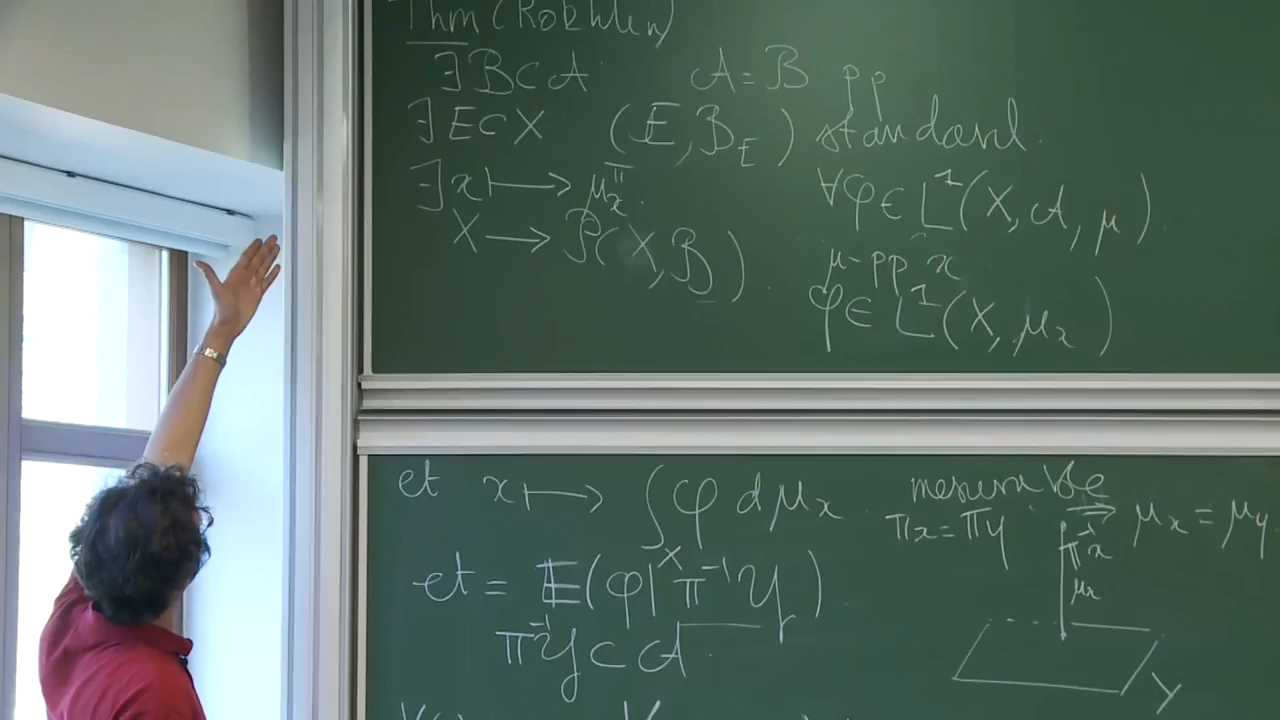 Thm (Rokhlin)
∃ ℬ ⊂ 𝒜   𝒜 = ℬ pp
∃ E ⊂ X   (E, ℬ_E) standard.
∃ x ⟼ μ_x^π.
X ⟶ 𝒫(X, ℬ).
∀φ ∈ L^1(X, 𝒜, μ).
μ-pp x
φ ∈ L^1(X, μ_x)
et x ⟼ ∫_X φ dμ_x mesurable.
πx = πy ⇒ μ_x = μ_y
et = 𝔼(φ | π^{-1}𝒴)
π^{-1}𝒴 ⊂ 𝒜.
π^{-1}x
μ_x
Y